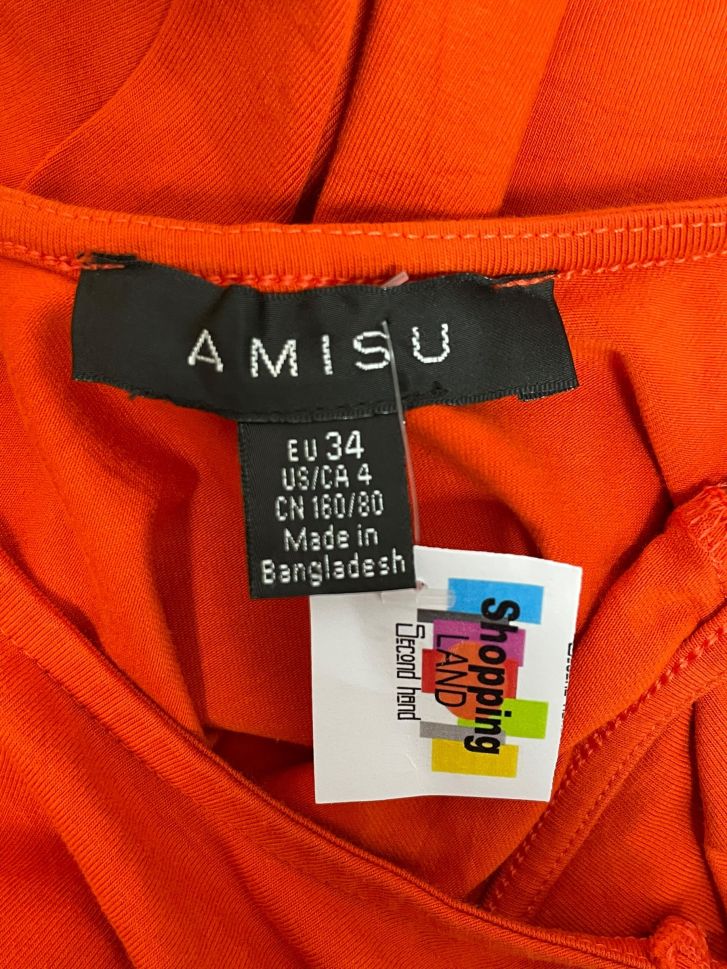 AMISU
EU 34
US/CA 4
CN 160/80
Made in
Bangladesh
Shopping
LAND
Second hand